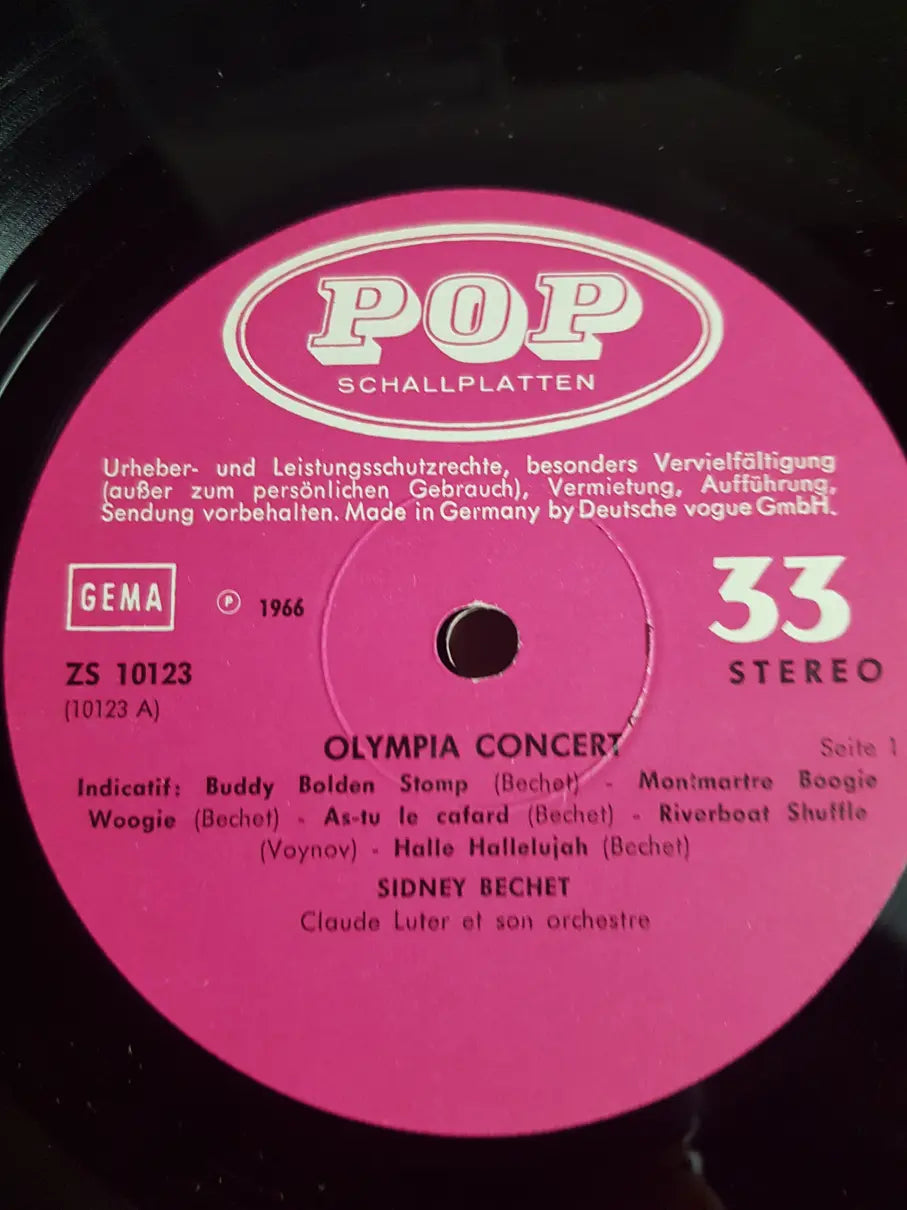 POP
SCHALLPLATTEN
Urheber- und Leistungsschutzrechte, besonders Vervielfältigung
(außer zum persönlichen Gebrauch), Vermietung, Aufführung,
Sendung vorbehalten. Made in Germany by Deutsche vogue GmbH.
GEMA
℗ 1966
33
STEREO
ZS 10123
(10123 A)
OLYMPIA CONCERT
Seite 1
Indicatif: Buddy Bolden Stomp (Bechet) - Montmartre Boogie
Woogie (Bechet) - As-tu le cafard (Bechet) - Riverboat Shuffle
(Voynov) - Halle Hallelujah (Bechet)
SIDNEY BECHET
Claude Luter et son orchestre